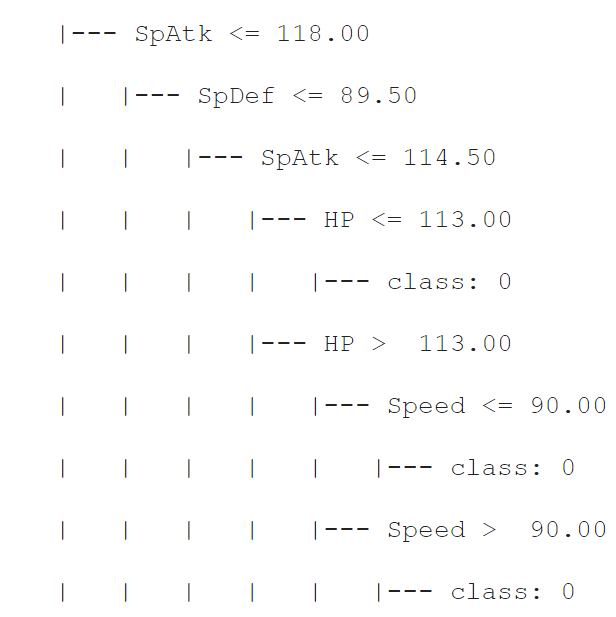 |--- SpAtk <= 118.00
|   |--- SpDef <= 89.50
|   |   |--- SpAtk <= 114.50
|   |   |   |--- HP <= 113.00
|   |   |   |   |--- class: 0
|   |   |   |--- HP >  113.00
|   |   |   |   |--- Speed <= 90.00
|   |   |   |   |   |--- class: 0
|   |   |   |   |--- Speed >  90.00
|   |   |   |   |   |--- class: 0